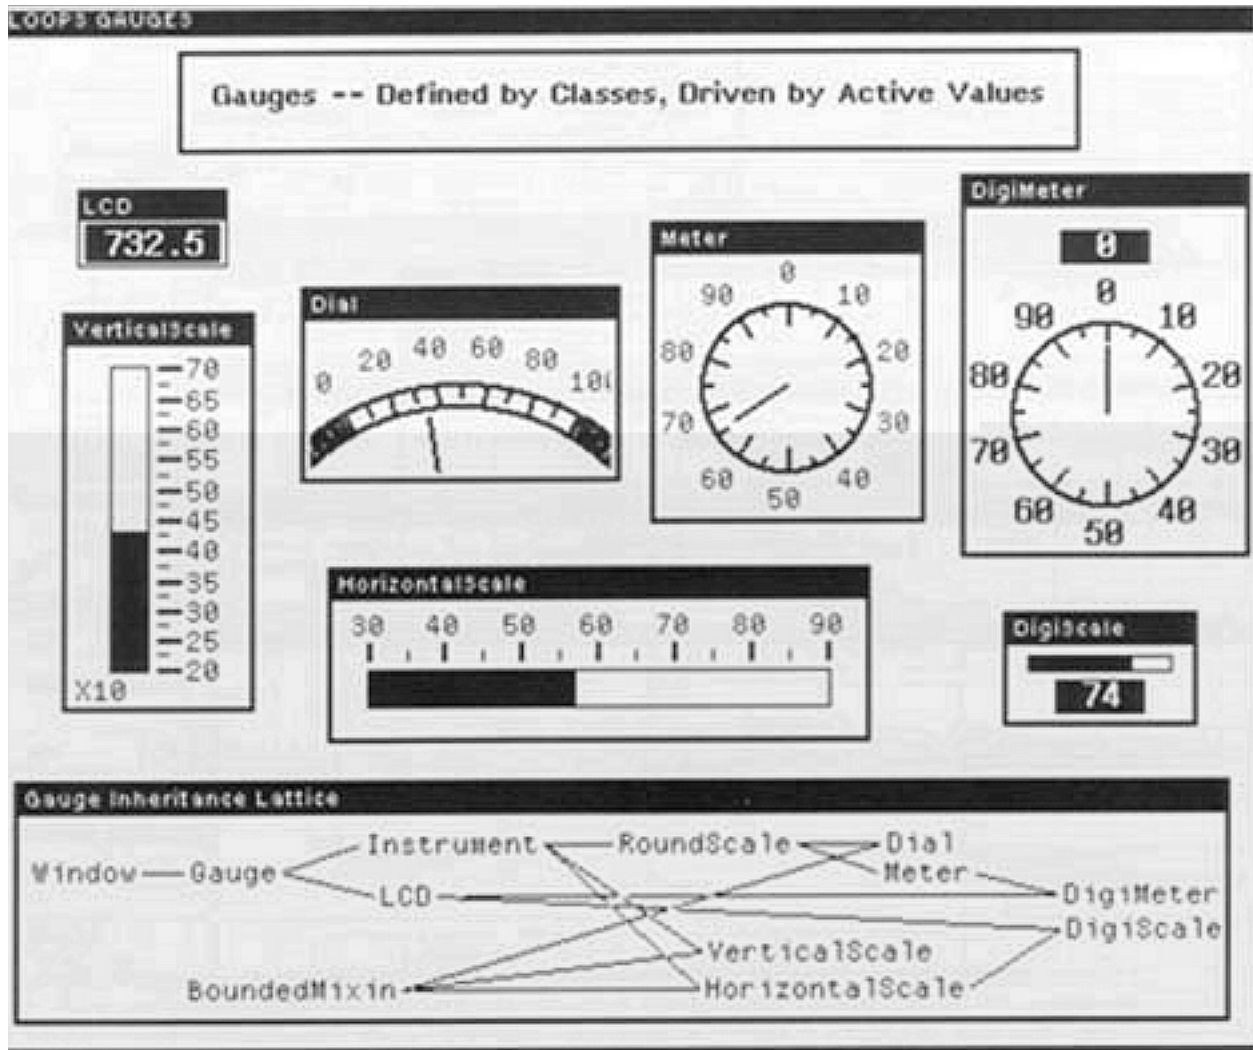 LOOPS GAUGES
Gauges -- Defined by Classes, Driven by Active Values
LCD
732.5
VerticalScale
70
65
60
55
50
45
40
35
30
25
20
X10
Dial
0 20 40 60 80 100
Meter
0
90 10
80 20
70 30
60 40
50
DigiMeter
0
0
90 10
80 20
70 30
60 40
50
HorizontalScale
30 40 50 60 70 80 90
DigiScale
74
Gauge Inheritance Lattice
Instrument RoundScale Dial
Window Gauge Meter
LCD DigiMeter
DigiScale
VerticalScale
BoundedMixin HorizontalScale